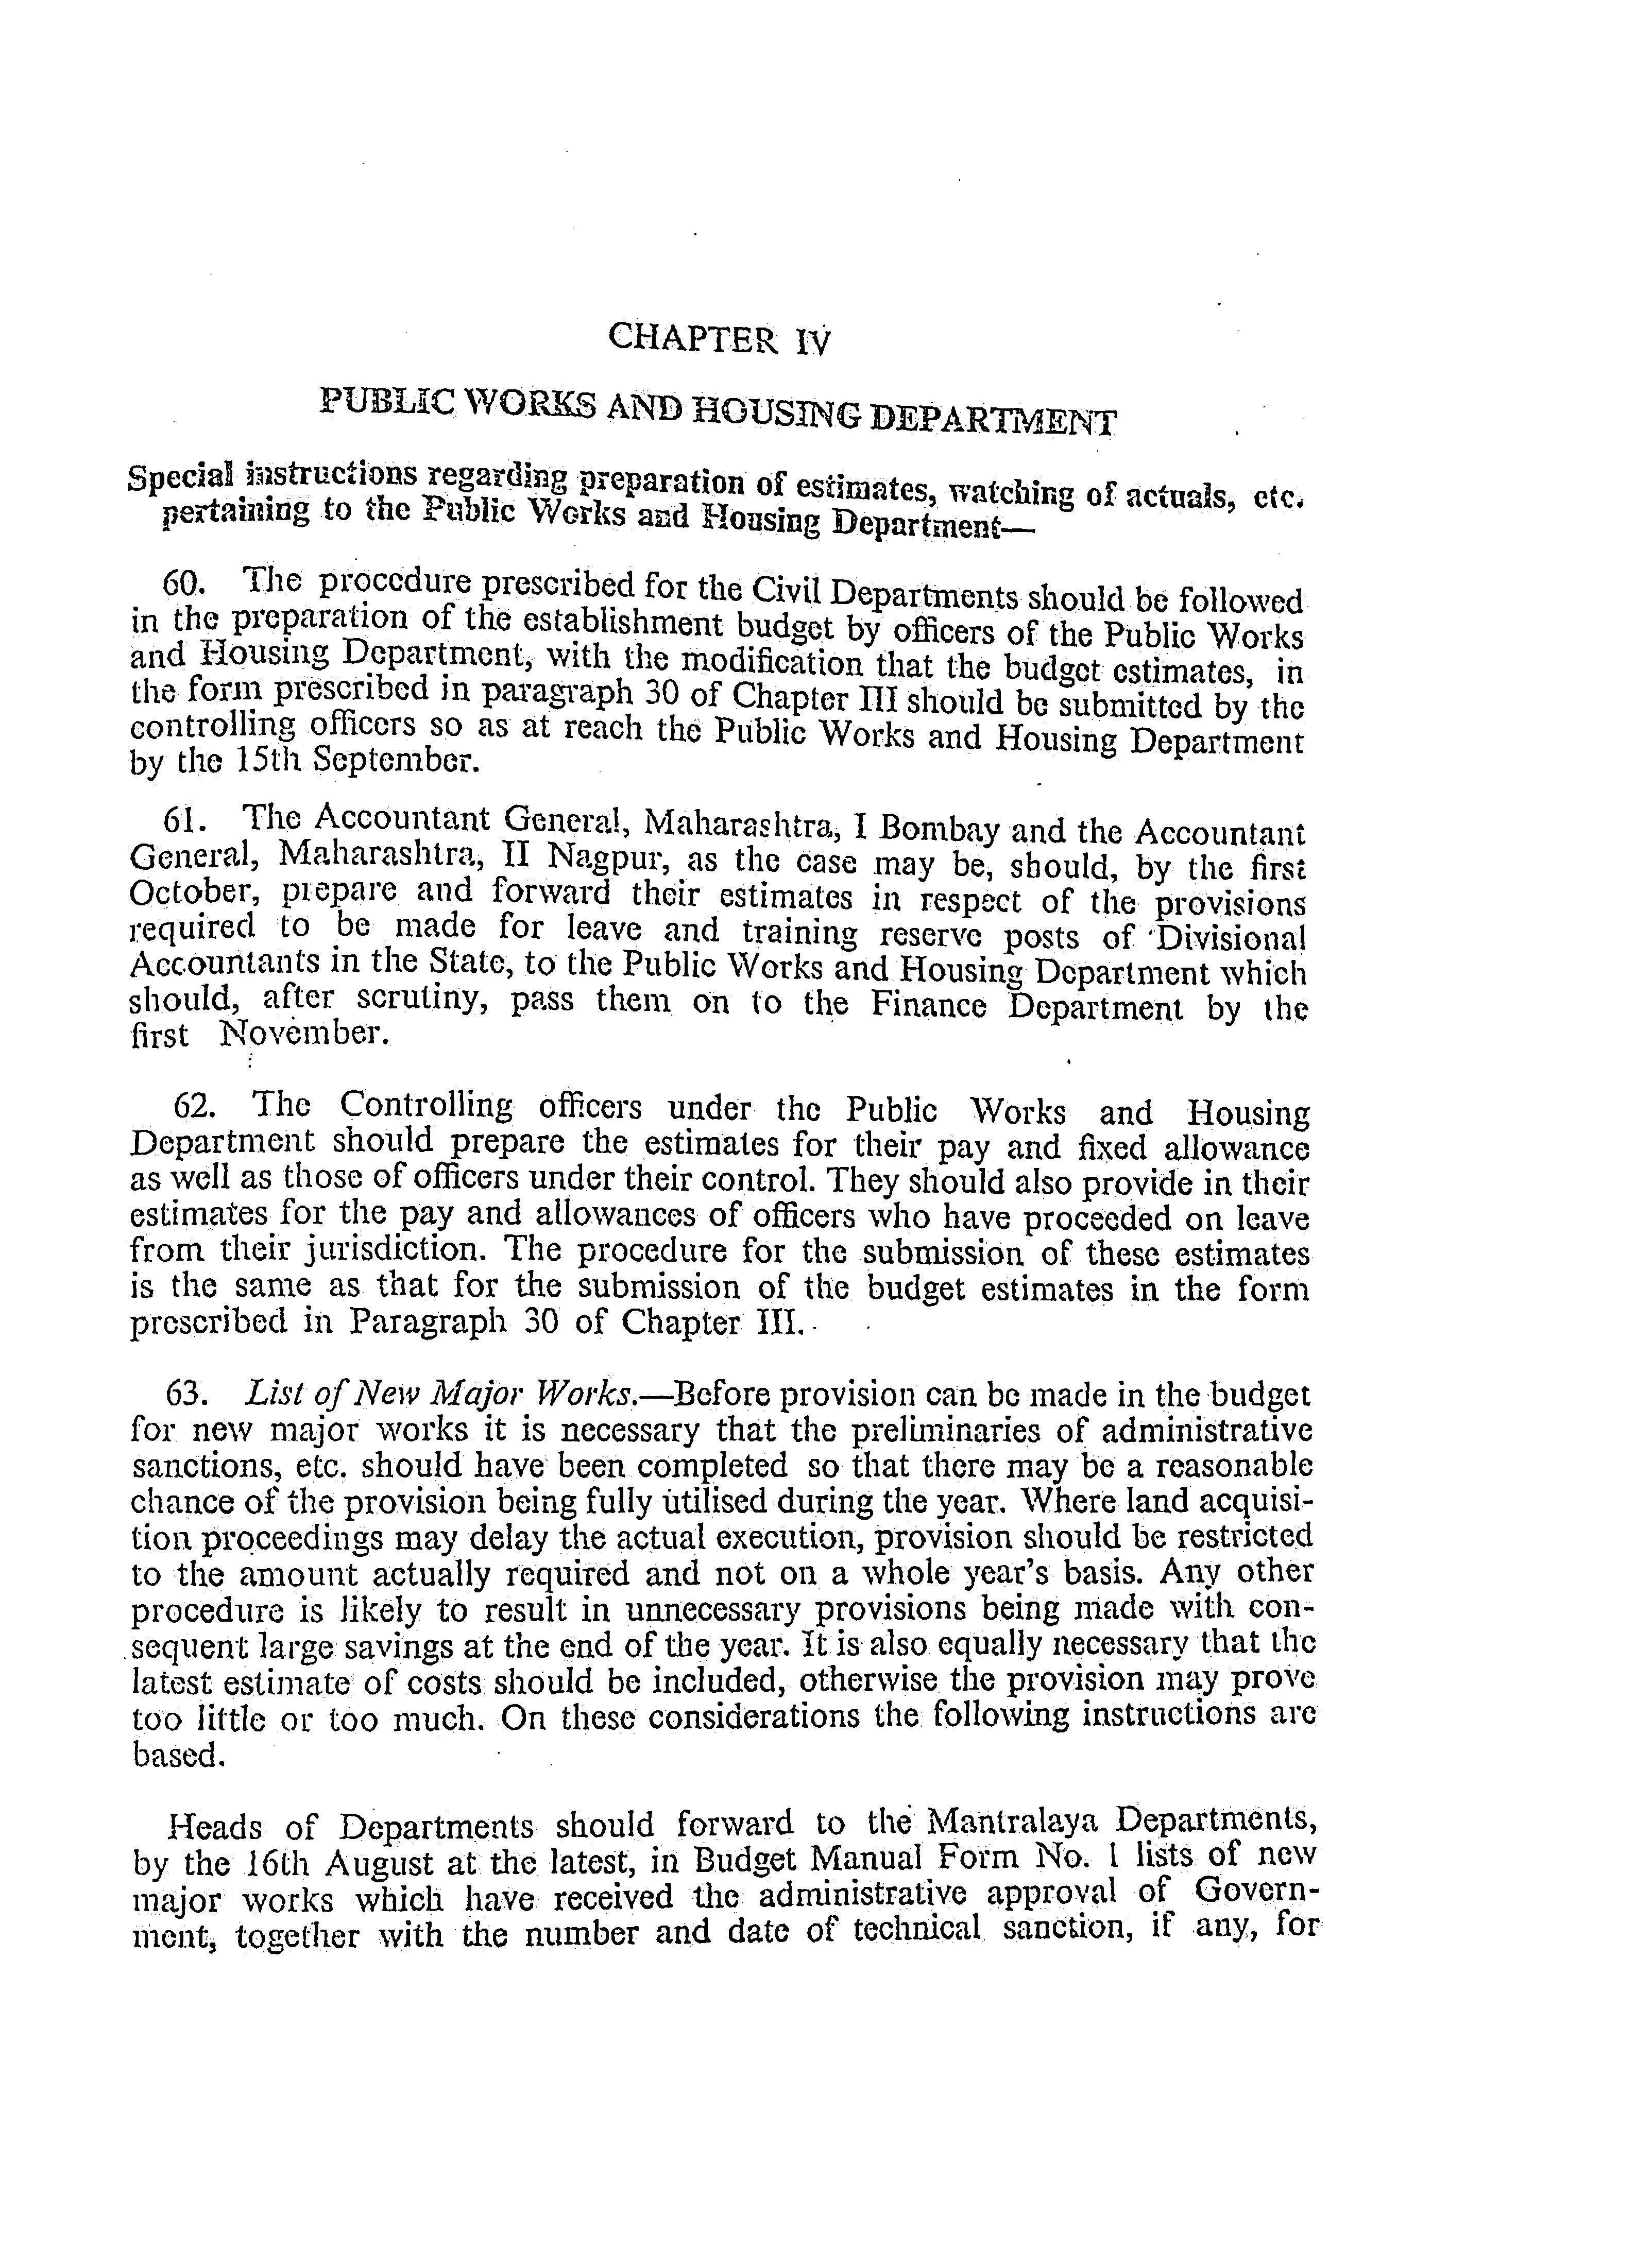 CHAPTER IV
PUBLIC WORKS AND HOUSING DEPARTMENT
Special instructions regarding preparation of estimates, watching of actuals, etc.
pertaining to the Public Works and Housing Department—
60. The procedure prescribed for the Civil Departments should be followed
in the preparation of the establishment budget by officers of the Public Works
and Housing Department, with the modification that the budget estimates, in
the form prescribed in paragraph 30 of Chapter III should be submitted by the
controlling officers so as at reach the Public Works and Housing Department
by the 15th September.
61. The Accountant General, Maharashtra, I Bombay and the Accountant
General, Maharashtra, II Nagpur, as the case may be, should, by the first
October, prepare and forward their estimates in respect of the provisions
required to be made for leave and training reserve posts of Divisional
Accountants in the State, to the Public Works and Housing Department which
should, after scrutiny, pass them on to the Finance Department by the
first November.
62. The Controlling officers under the Public Works and Housing
Department should prepare the estimates for their pay and fixed allowance
as well as those of officers under their control. They should also provide in their
estimates for the pay and allowances of officers who have proceeded on leave
from their jurisdiction. The procedure for the submission of these estimates
is the same as that for the submission of the budget estimates in the form
prescribed in Paragraph 30 of Chapter III.
63. List of New Major Works.—Before provision can be made in the budget
for new major works it is necessary that the preliminaries of administrative
sanctions, etc. should have been completed so that there may be a reasonable
chance of the provision being fully utilised during the year. Where land acquisi-
tion proceedings may delay the actual execution, provision should be restricted
to the amount actually required and not on a whole year's basis. Any other
procedure is likely to result in unnecessary provisions being made with con-
sequent large savings at the end of the year. It is also equally necessary that the
latest estimate of costs should be included, otherwise the provision may prove
too little or too much. On these considerations the following instructions are
based.
Heads of Departments should forward to the Mantralaya Departments,
by the 16th August at the latest, in Budget Manual Form No. 1 lists of new
major works which have received the administrative approval of Govern-
ment, together with the number and date of technical sanction, if any, for